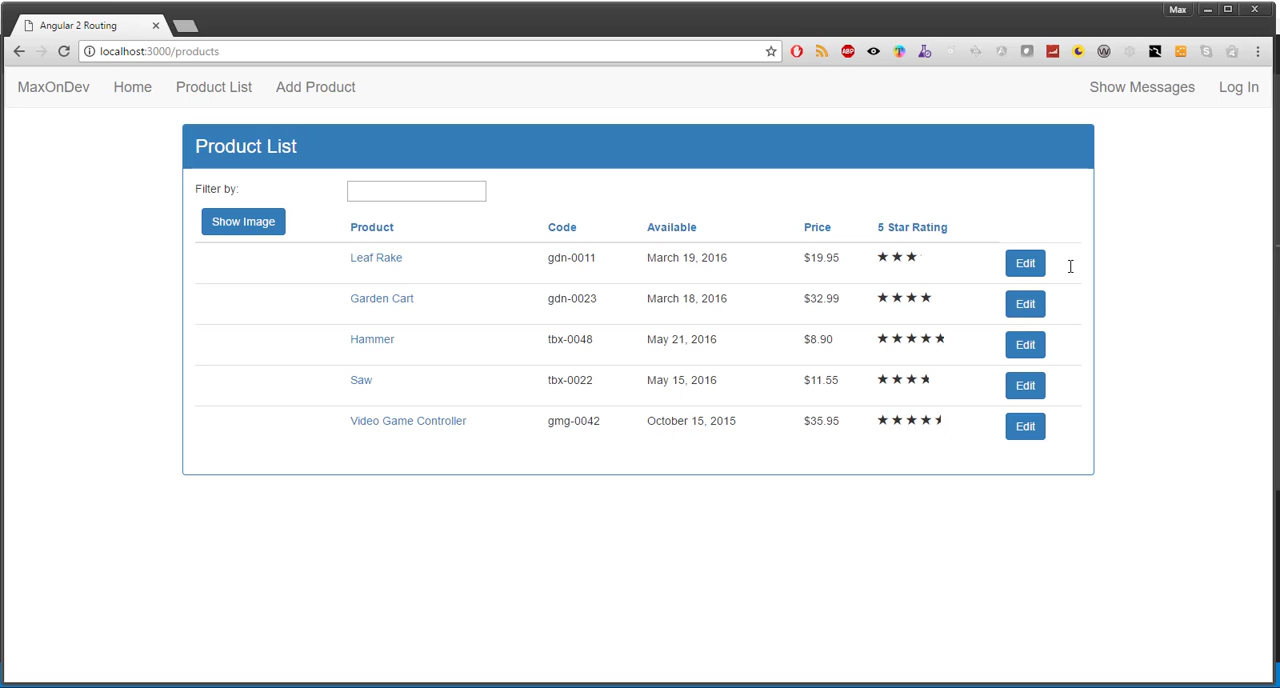 Max
Angular 2 Routing
localhost:3000/products
ABP
MaxOnDev Home Product List Add Product Show Messages Log In
Product List
Filter by:
Show Image Product Code Available Price 5 Star Rating
Leaf Rake gdn-0011 March 19, 2016 $19.95 Edit
Garden Cart gdn-0023 March 18, 2016 $32.99 Edit
Hammer tbx-0048 May 21, 2016 $8.90 Edit
Saw tbx-0022 May 15, 2016 $11.55 Edit
Video Game Controller gmg-0042 October 15, 2015 $35.95 Edit